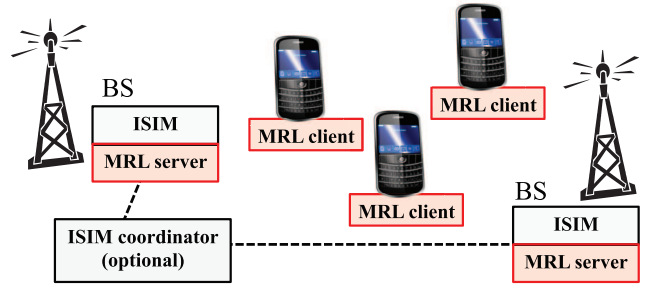 BS
ISIM
MRL server
MRL client
MRL client
MRL client
BS
ISIM
MRL server
ISIM coordinator
(optional)